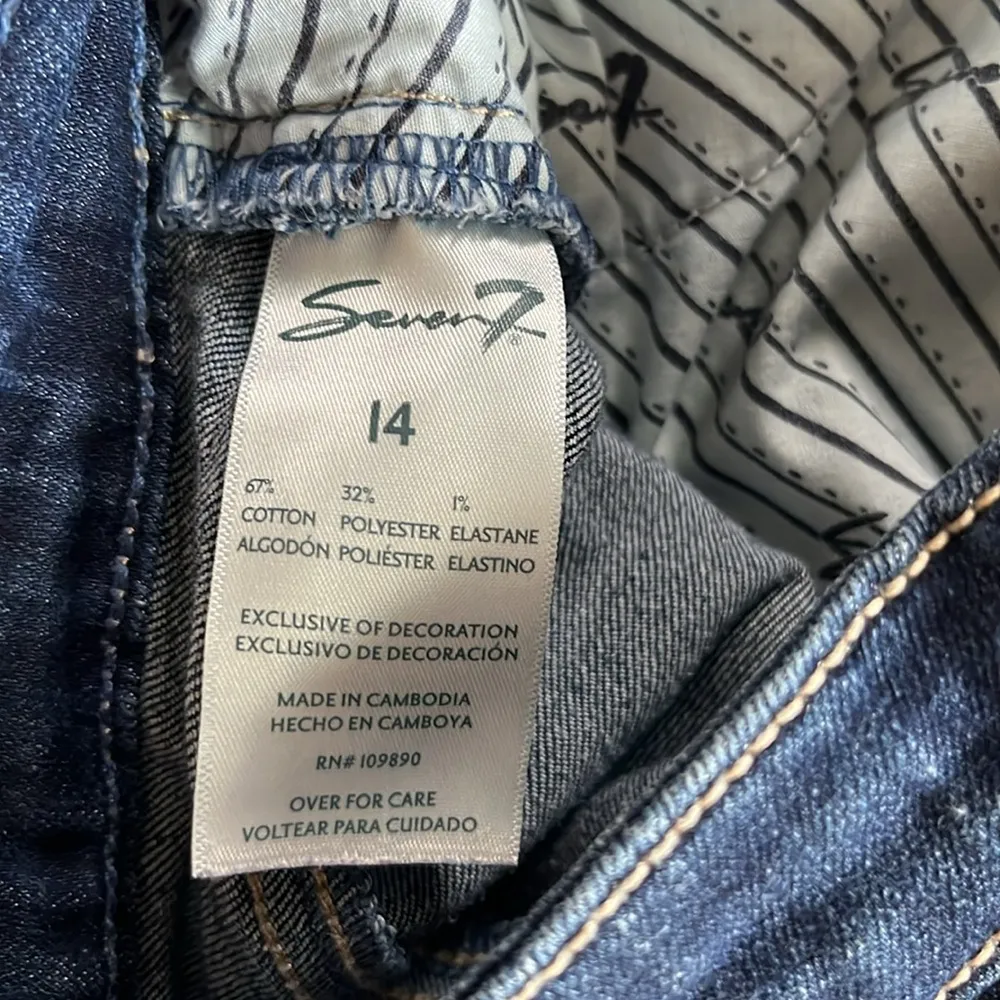 Seven7
®
14
67% 32% 1%
COTTON POLYESTER ELASTANE
ALGODÓN POLIÉSTER ELASTINO
EXCLUSIVE OF DECORATION
EXCLUSIVO DE DECORACIÓN
MADE IN CAMBODIA
HECHO EN CAMBOYA
RN# 109890
OVER FOR CARE
VOLTEAR PARA CUIDADO